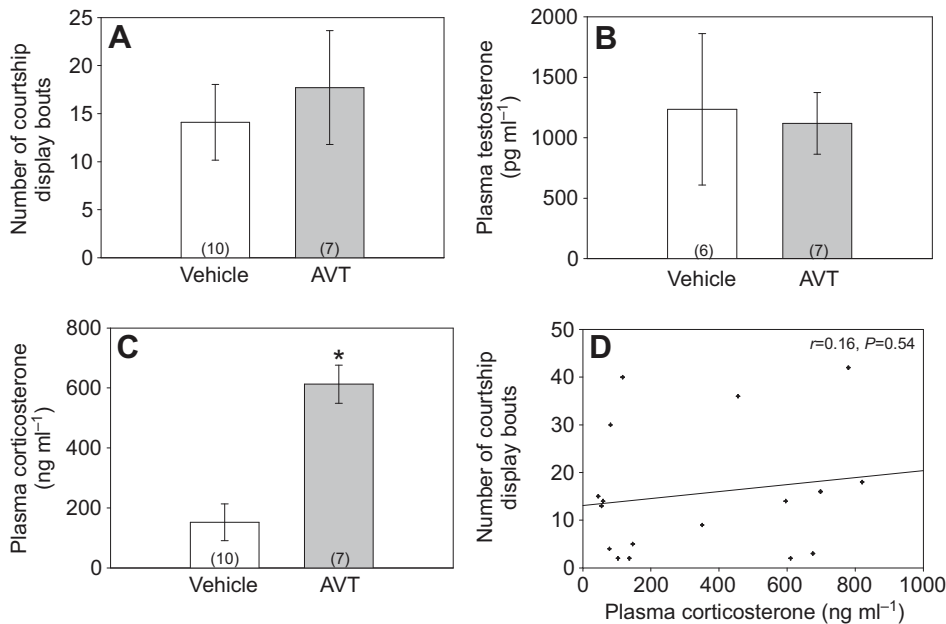 A
Number of courtship
display bouts
25
20
15
10
5
0
(10)
(7)
Vehicle
AVT
B
Plasma testosterone
(pg ml–1)
2000
1500
1000
500
0
(6)
(7)
Vehicle
AVT
C
Plasma corticosterone
(ng ml–1)
800
600
400
200
0
*
(10)
(7)
Vehicle
AVT
D
r=0.16, P=0.54
Number of courtship
display bouts
50
40
30
20
10
0
0 200 400 600 800 1000
Plasma corticosterone (ng ml–1)